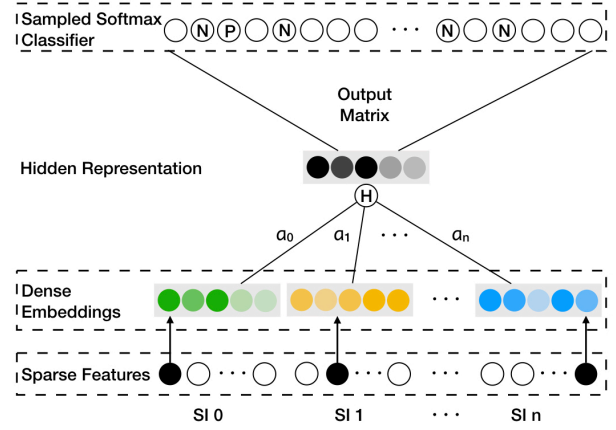 Sampled Softmax
Classifier
N P N ··· N N
Output
Matrix
Hidden Representation
H
a₀ a₁ ··· aₙ
Dense
Embeddings
···
Sparse Features
··· ··· ··· ···
SI 0 SI 1 ··· SI n